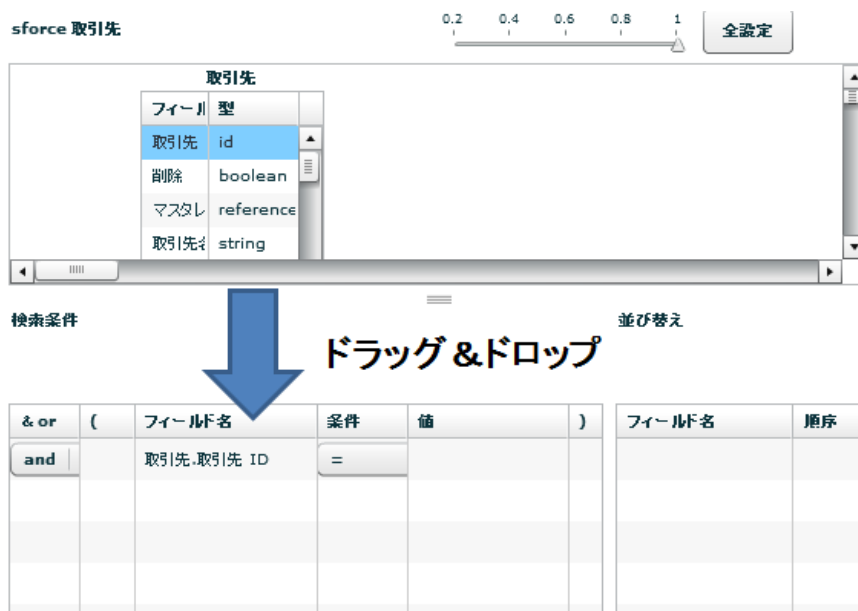 sforce 取引先
0.2 0.4 0.6 0.8 1
全設定
取引先
フィール 型
取引先 id
削除 boolean
マスタレ reference
取引先名 string
検索条件
並び替え
ドラッグ&ドロップ
& or ( フィールド名 条件 値 ) フィールド名 順序
and 取引先.取引先 ID =